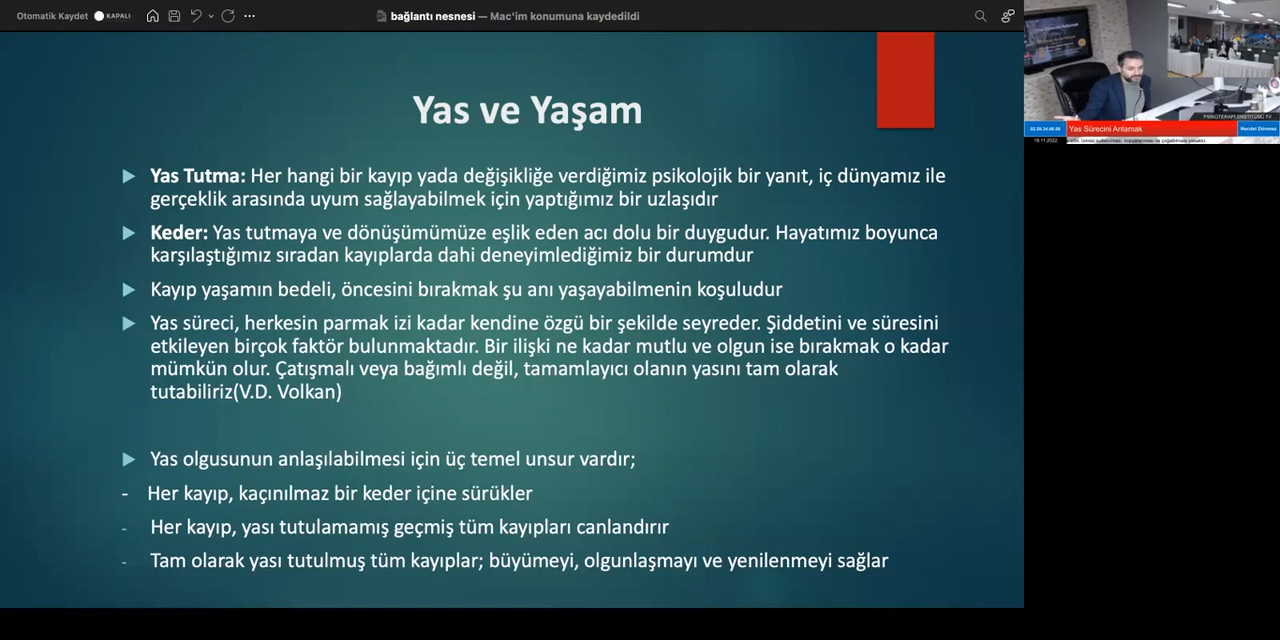 Otomatik Kaydet KAPALI
bağlantı nesnesi — Mac'im konumuna kaydedildi
Yas ve Yaşam
Yas Tutma: Her hangi bir kayıp yada değişikliğe verdiğimiz psikolojik bir yanıt, iç dünyamız ile
gerçeklik arasında uyum sağlayabilmek için yaptığımız bir uzlaşıdır
Keder: Yas tutmaya ve dönüşümümüze eşlik eden acı dolu bir duygudur. Hayatımız boyunca
karşılaştığımız sıradan kayıplarda dahi deneyimlediğimiz bir durumdur
Kayıp yaşamın bedeli, öncesini bırakmak şu anı yaşayabilmenin koşuludur
Yas süreci, herkesin parmak izi kadar kendine özgü bir şekilde seyreder. Şiddetini ve süresini
etkileyen birçok faktör bulunmaktadır. Bir ilişki ne kadar mutlu ve olgun ise bırakmak o kadar
mümkün olur. Çatışmalı veya bağımlı değil, tamamlayıcı olanın yasını tam olarak
tutabiliriz(V.D. Volkan)
Yas olgusunun anlaşılabilmesi için üç temel unsur vardır;
- Her kayıp, kaçınılmaz bir keder içine sürükler
- Her kayıp, yası tutulamamış geçmiş tüm kayıpları canlandırır
- Tam olarak yası tutulmuş tüm kayıplar; büyümeyi, olgunlaşmayı ve yenilenmeyi sağlar
PSİKOTERAPİ ENSTİTÜSÜ TV
Yas Sürecini Anlamak
19.11.2022